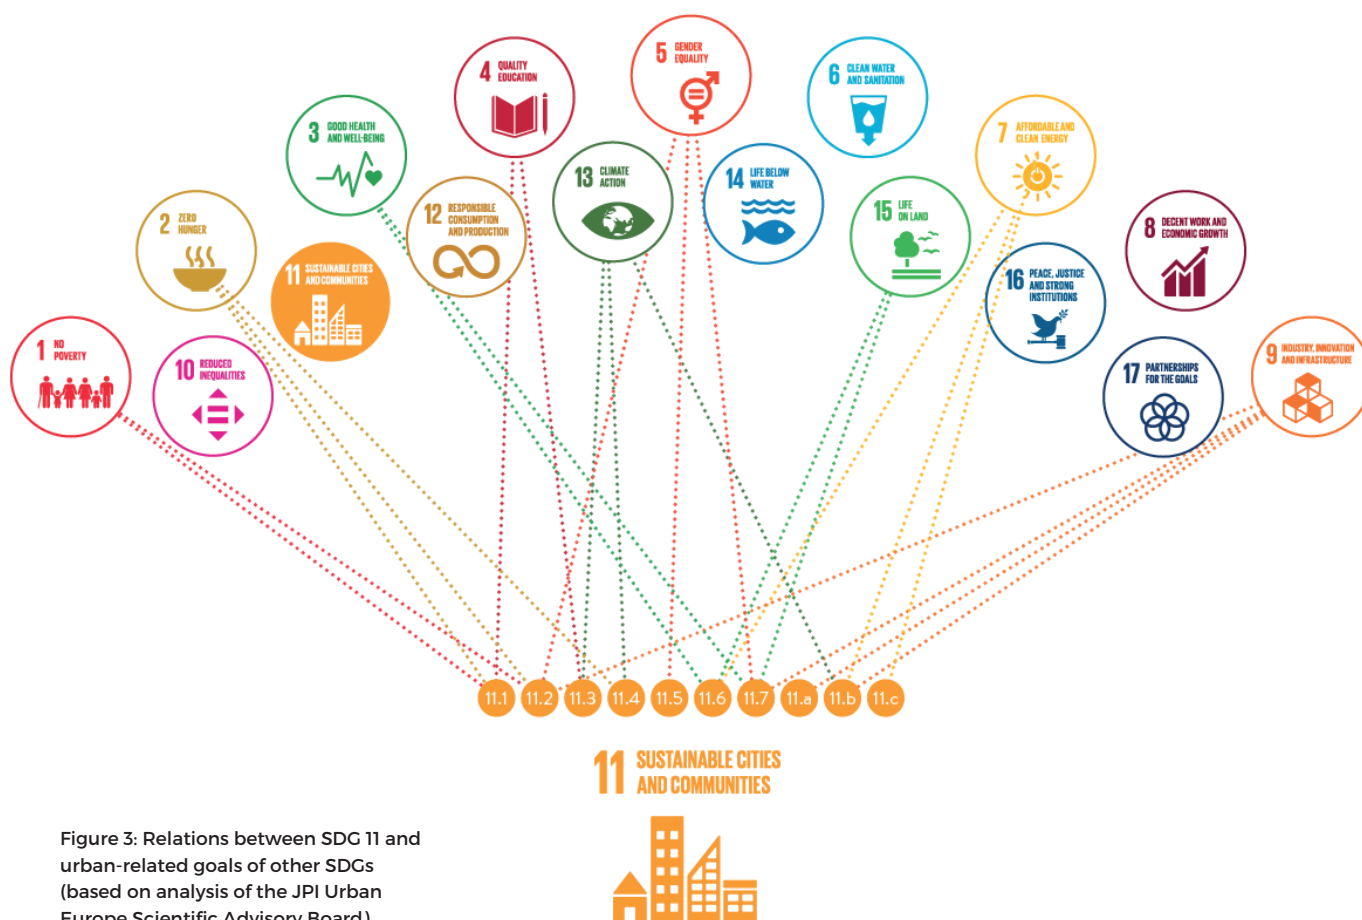 5 GENDER
EQUALITY
4 QUALITY
EDUCATION
6 CLEAN WATER
AND SANITATION
3 GOOD HEALTH
AND WELL-BEING
7 AFFORDABLE AND
CLEAN ENERGY
13 CLIMATE
ACTION
14 LIFE BELOW
WATER
2 ZERO
HUNGER
12 RESPONSIBLE
CONSUMPTION
AND PRODUCTION
15 LIFE
ON LAND
8 DECENT WORK AND
ECONOMIC GROWTH
11 SUSTAINABLE CITIES
AND COMMUNITIES
16 PEACE, JUSTICE
AND STRONG
INSTITUTIONS
1 NO
POVERTY
10 REDUCED
INEQUALITIES
17 PARTNERSHIPS
FOR THE GOALS
9 INDUSTRY, INNOVATION
AND INFRASTRUCTURE
11.1 11.2 11.3 11.4 11.5 11.6 11.7 11.a 11.b 11.c
11 SUSTAINABLE CITIES
AND COMMUNITIES
Figure 3: Relations between SDG 11 and
urban-related goals of other SDGs
(based on analysis of the JPI Urban
Europe Scientific Advisory Board)